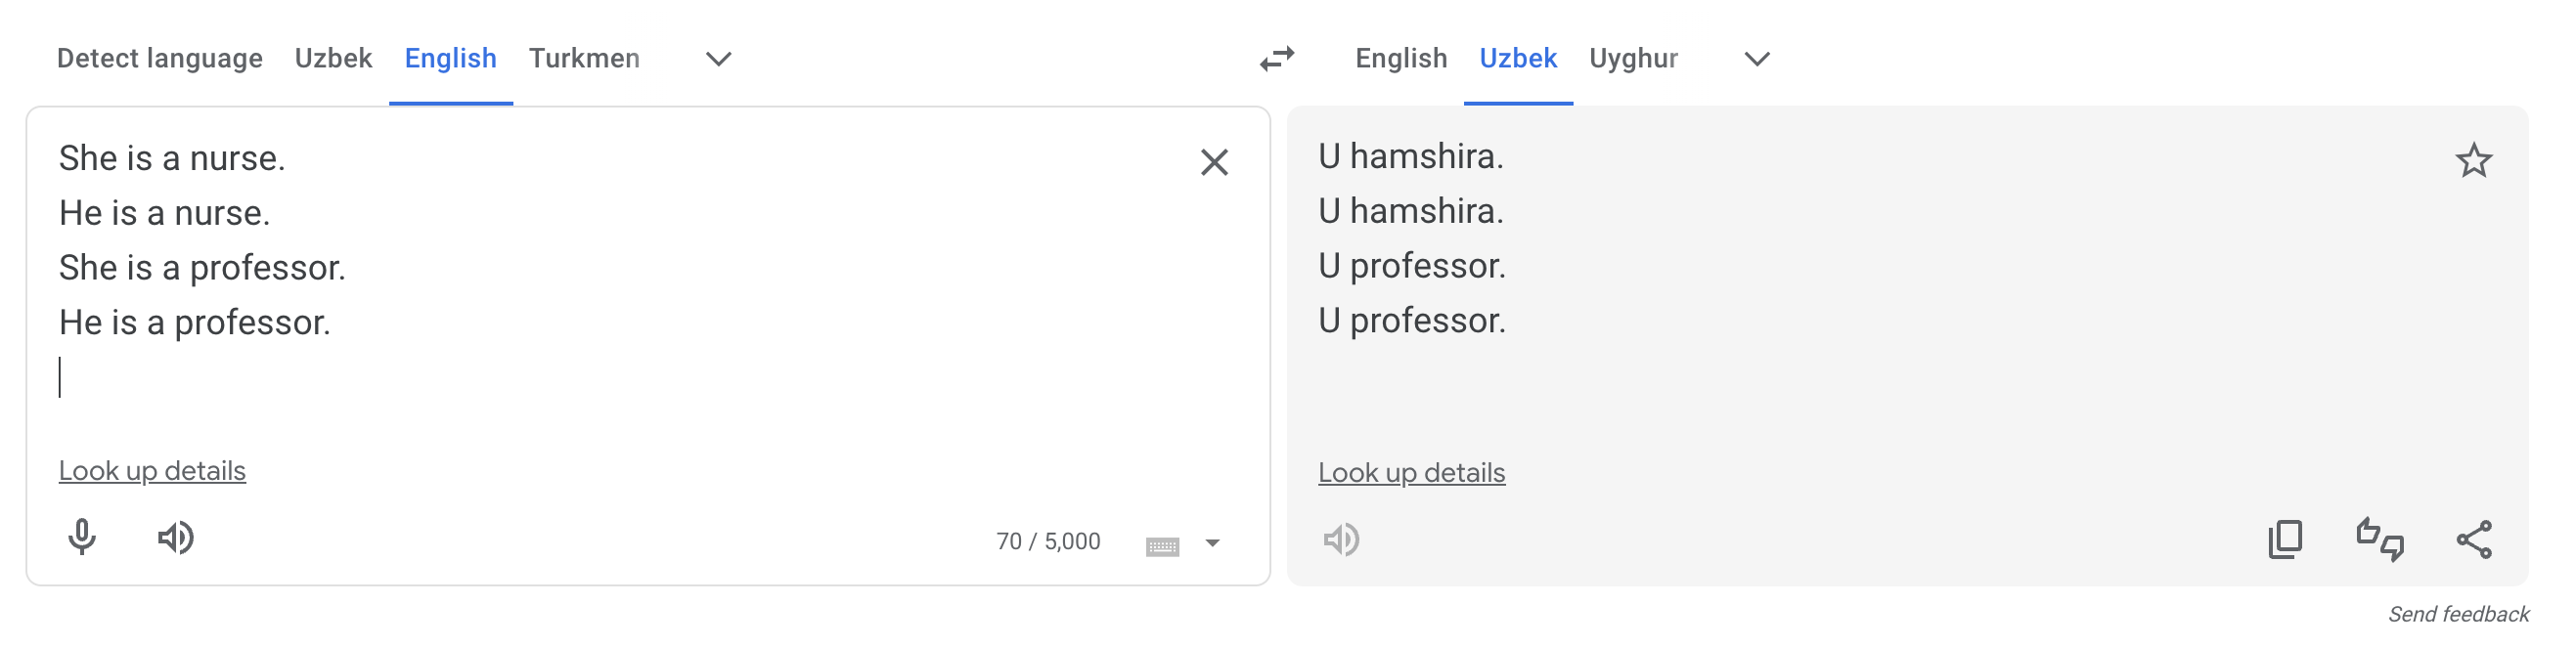 Detect language Uzbek English Turkmen
English Uzbek Uyghur
She is a nurse.
He is a nurse.
She is a professor.
He is a professor.
Look up details
70 / 5,000
U hamshira.
U hamshira.
U professor.
U professor.
Look up details
Send feedback